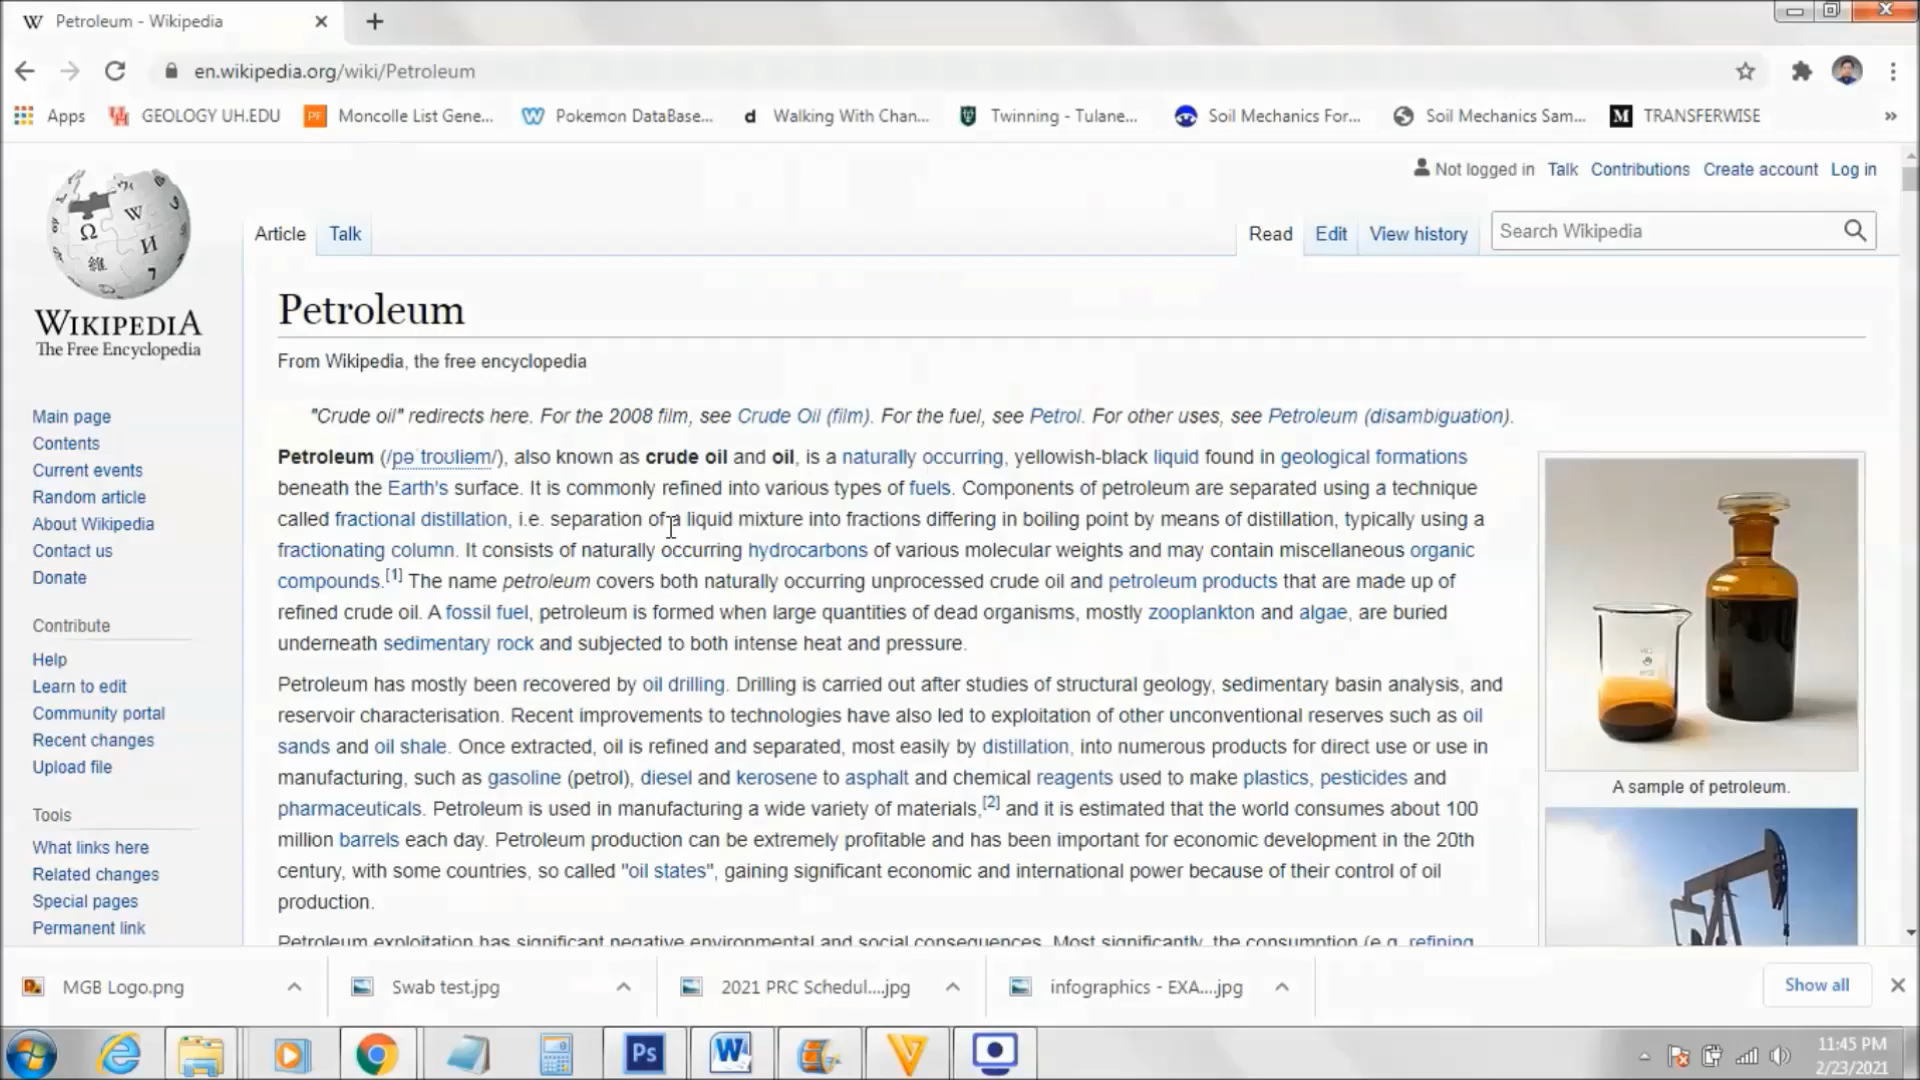 Petroleum - Wikipedia
en.wikipedia.org/wiki/Petroleum
Apps GEOLOGY UH.EDU Moncolle List Gene... Pokemon DataBase... Walking With Chan... Twinning - Tulane... Soil Mechanics For... Soil Mechanics Sam... TRANSFERWISE »
Not logged in Talk Contributions Create account Log in
Article Talk Read Edit View history Search Wikipedia
WIKIPEDIA
The Free Encyclopedia
Main page
Contents
Current events
Random article
About Wikipedia
Contact us
Donate
Contribute
Help
Learn to edit
Community portal
Recent changes
Upload file
Tools
What links here
Related changes
Special pages
Permanent link
Petroleum
From Wikipedia, the free encyclopedia
"Crude oil" redirects here. For the 2008 film, see Crude Oil (film). For the fuel, see Petrol. For other uses, see Petroleum (disambiguation).
Petroleum (/pəˈtroʊliəm/), also known as crude oil and oil, is a naturally occurring, yellowish-black liquid found in geological formations
beneath the Earth's surface. It is commonly refined into various types of fuels. Components of petroleum are separated using a technique
called fractional distillation, i.e. separation of a liquid mixture into fractions differing in boiling point by means of distillation, typically using a
fractionating column. It consists of naturally occurring hydrocarbons of various molecular weights and may contain miscellaneous organic
compounds.[1] The name petroleum covers both naturally occurring unprocessed crude oil and petroleum products that are made up of
refined crude oil. A fossil fuel, petroleum is formed when large quantities of dead organisms, mostly zooplankton and algae, are buried
underneath sedimentary rock and subjected to both intense heat and pressure.
Petroleum has mostly been recovered by oil drilling. Drilling is carried out after studies of structural geology, sedimentary basin analysis, and
reservoir characterisation. Recent improvements to technologies have also led to exploitation of other unconventional reserves such as oil
sands and oil shale. Once extracted, oil is refined and separated, most easily by distillation, into numerous products for direct use or use in
manufacturing, such as gasoline (petrol), diesel and kerosene to asphalt and chemical reagents used to make plastics, pesticides and
pharmaceuticals. Petroleum is used in manufacturing a wide variety of materials,[2] and it is estimated that the world consumes about 100
million barrels each day. Petroleum production can be extremely profitable and has been important for economic development in the 20th
century, with some countries, so called "oil states", gaining significant economic and international power because of their control of oil
production.
Petroleum exploitation has significant negative environmental and social consequences. Most significantly, the consumption (e.g. refining
A sample of petroleum.
MGB Logo.png Swab test.jpg 2021 PRC Schedul....jpg infographics - EXA....jpg Show all
Ps
11:45 PM
2/23/2021